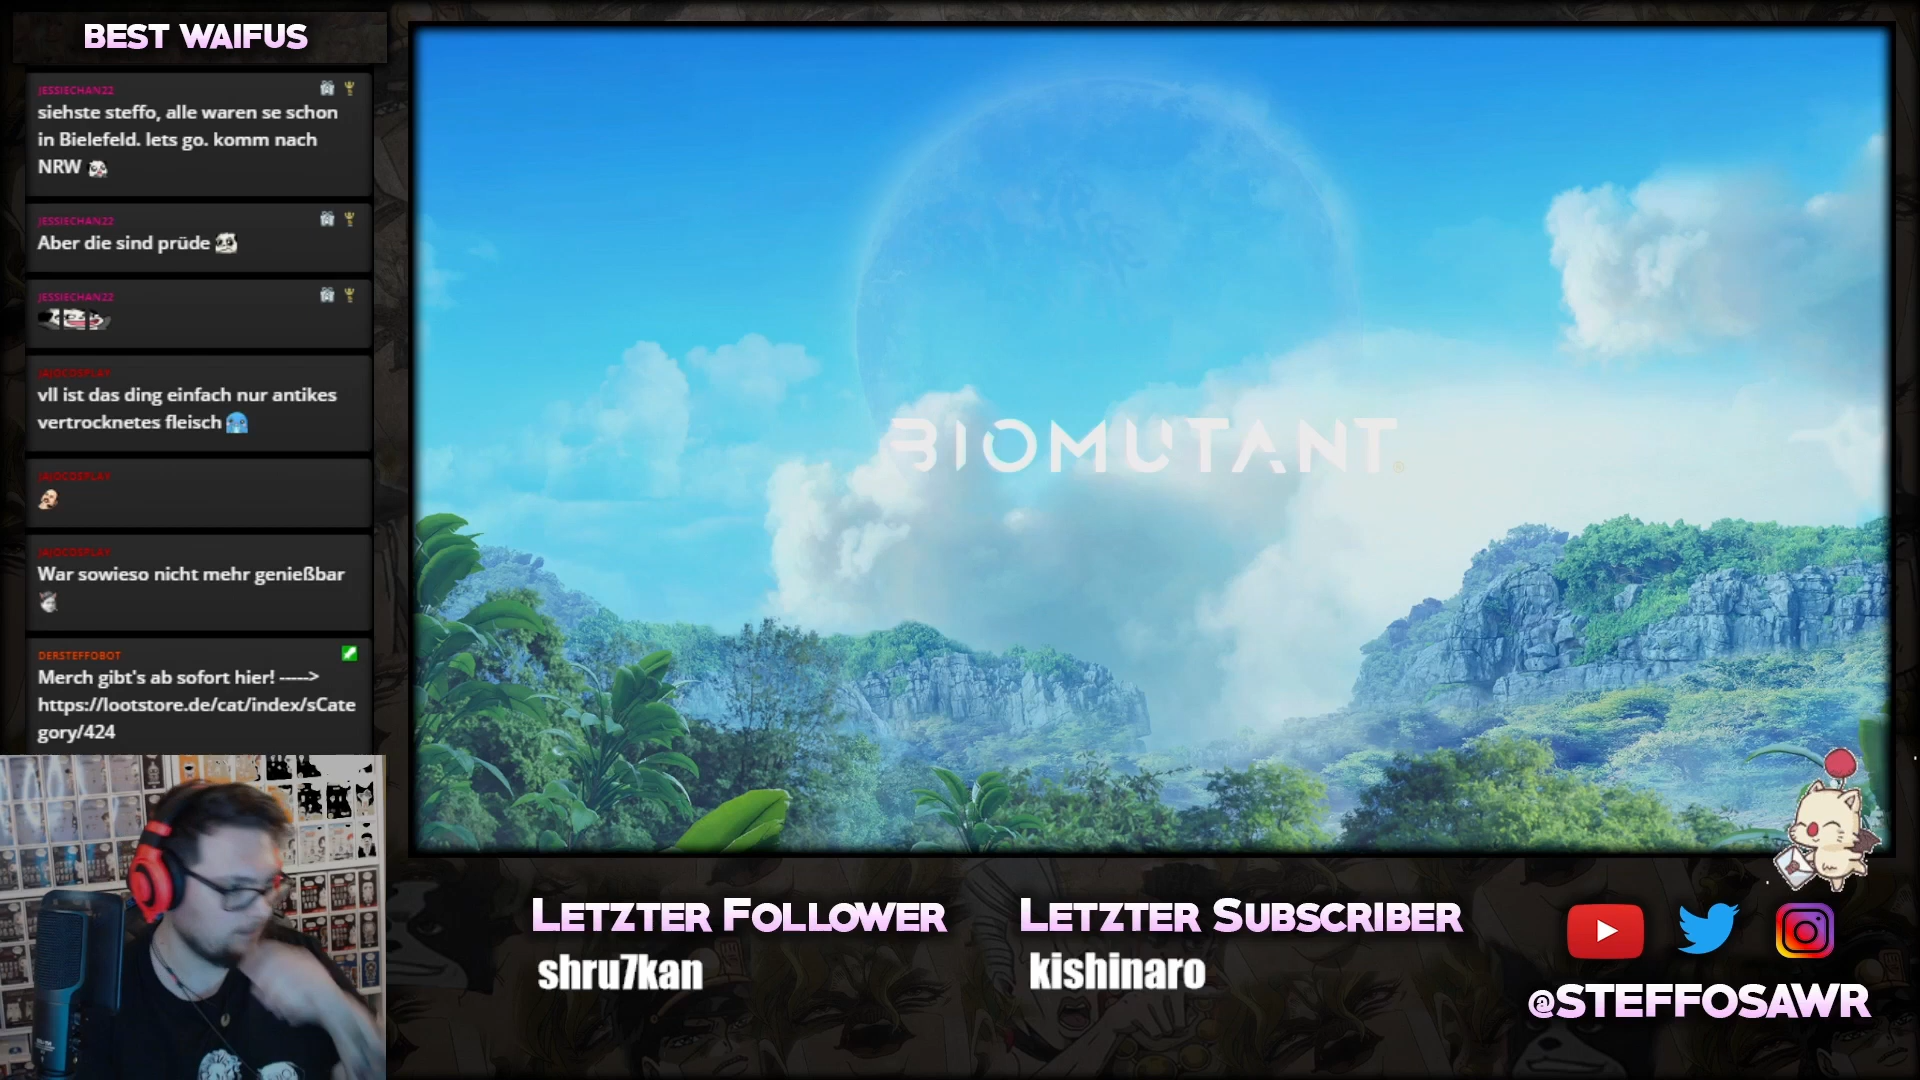 BEST WAIFUS
JESSIECHAN22
siehste steffo, alle waren se schon
in Bielefeld. lets go. komm nach
NRW
JESSIECHAN22
Aber die sind prüde
JESSIECHAN22
JAJOCOSPLAY
vll ist das ding einfach nur antikes
vertrocknetes fleisch
JAJOCOSPLAY
JAJOCOSPLAY
War sowieso nicht mehr genießbar
DERSTEFFOBOT
Merch gibt's ab sofort hier! ----->
https://lootstore.de/cat/index/sCate
gory/424
BIOMUTANT®
LETZTER FOLLOWER
shru7kan
LETZTER SUBSCRIBER
kishinaro
@STEFFOSAWR